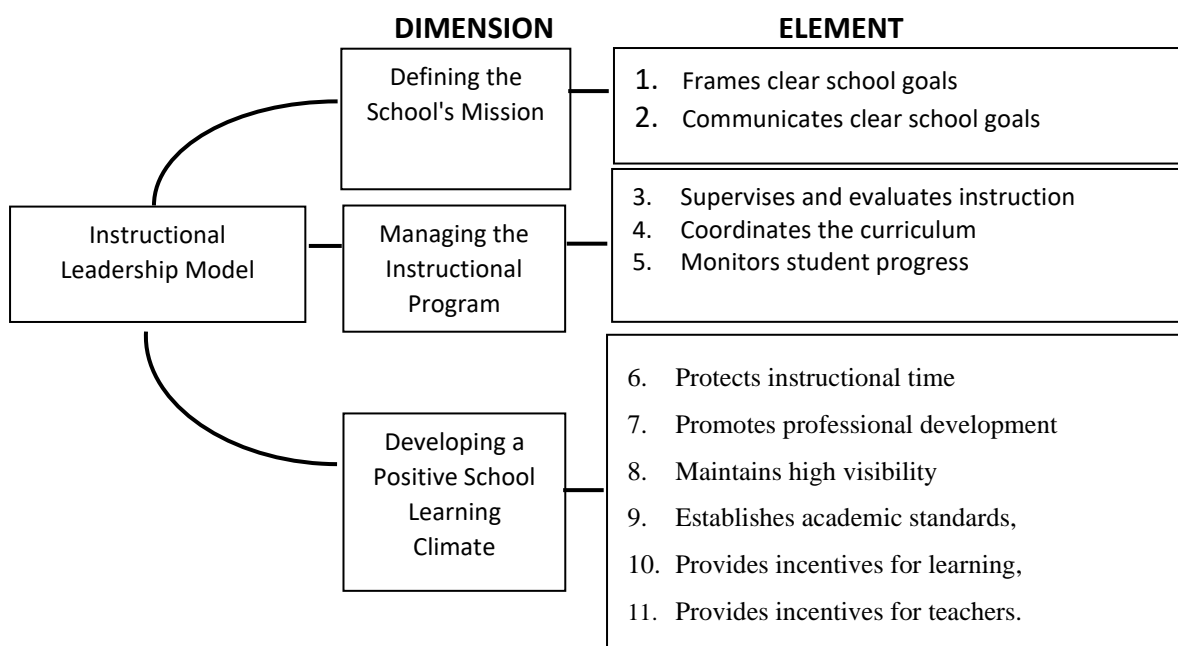 DIMENSION
ELEMENT
Defining the
School's Mission
1. Frames clear school goals
2. Communicates clear school goals
Instructional
Leadership Model
Managing the
Instructional
Program
3. Supervises and evaluates instruction
4. Coordinates the curriculum
5. Monitors student progress
Developing a
Positive School
Learning
Climate
6. Protects instructional time
7. Promotes professional development
8. Maintains high visibility
9. Establishes academic standards,
10. Provides incentives for learning,
11. Provides incentives for teachers.